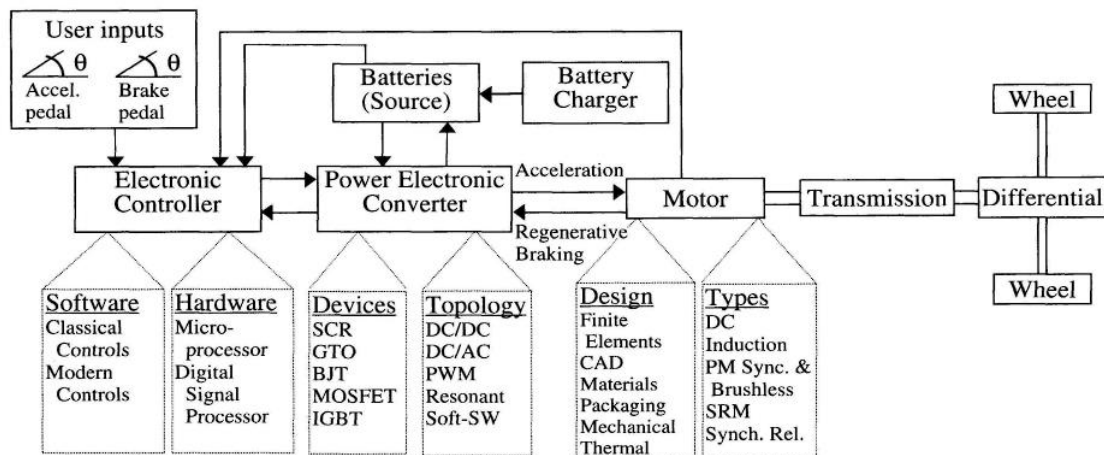 User inputs
θ θ
Accel. Brake
pedal pedal
Batteries
(Source)
Battery
Charger
Wheel
Electronic
Controller
Power Electronic
Converter
Acceleration
Regenerative
Braking
Motor
Transmission
Differential
Wheel
Software
Classical
Controls
Modern
Controls
Hardware
Micro-
processor
Digital
Signal
Processor
Devices
SCR
GTO
BJT
MOSFET
IGBT
Topology
DC/DC
DC/AC
PWM
Resonant
Soft-SW
Design
Finite
Elements
CAD
Materials
Packaging
Mechanical
Thermal
Types
DC
Induction
PM Sync. &
Brushless
SRM
Synch. Rel.